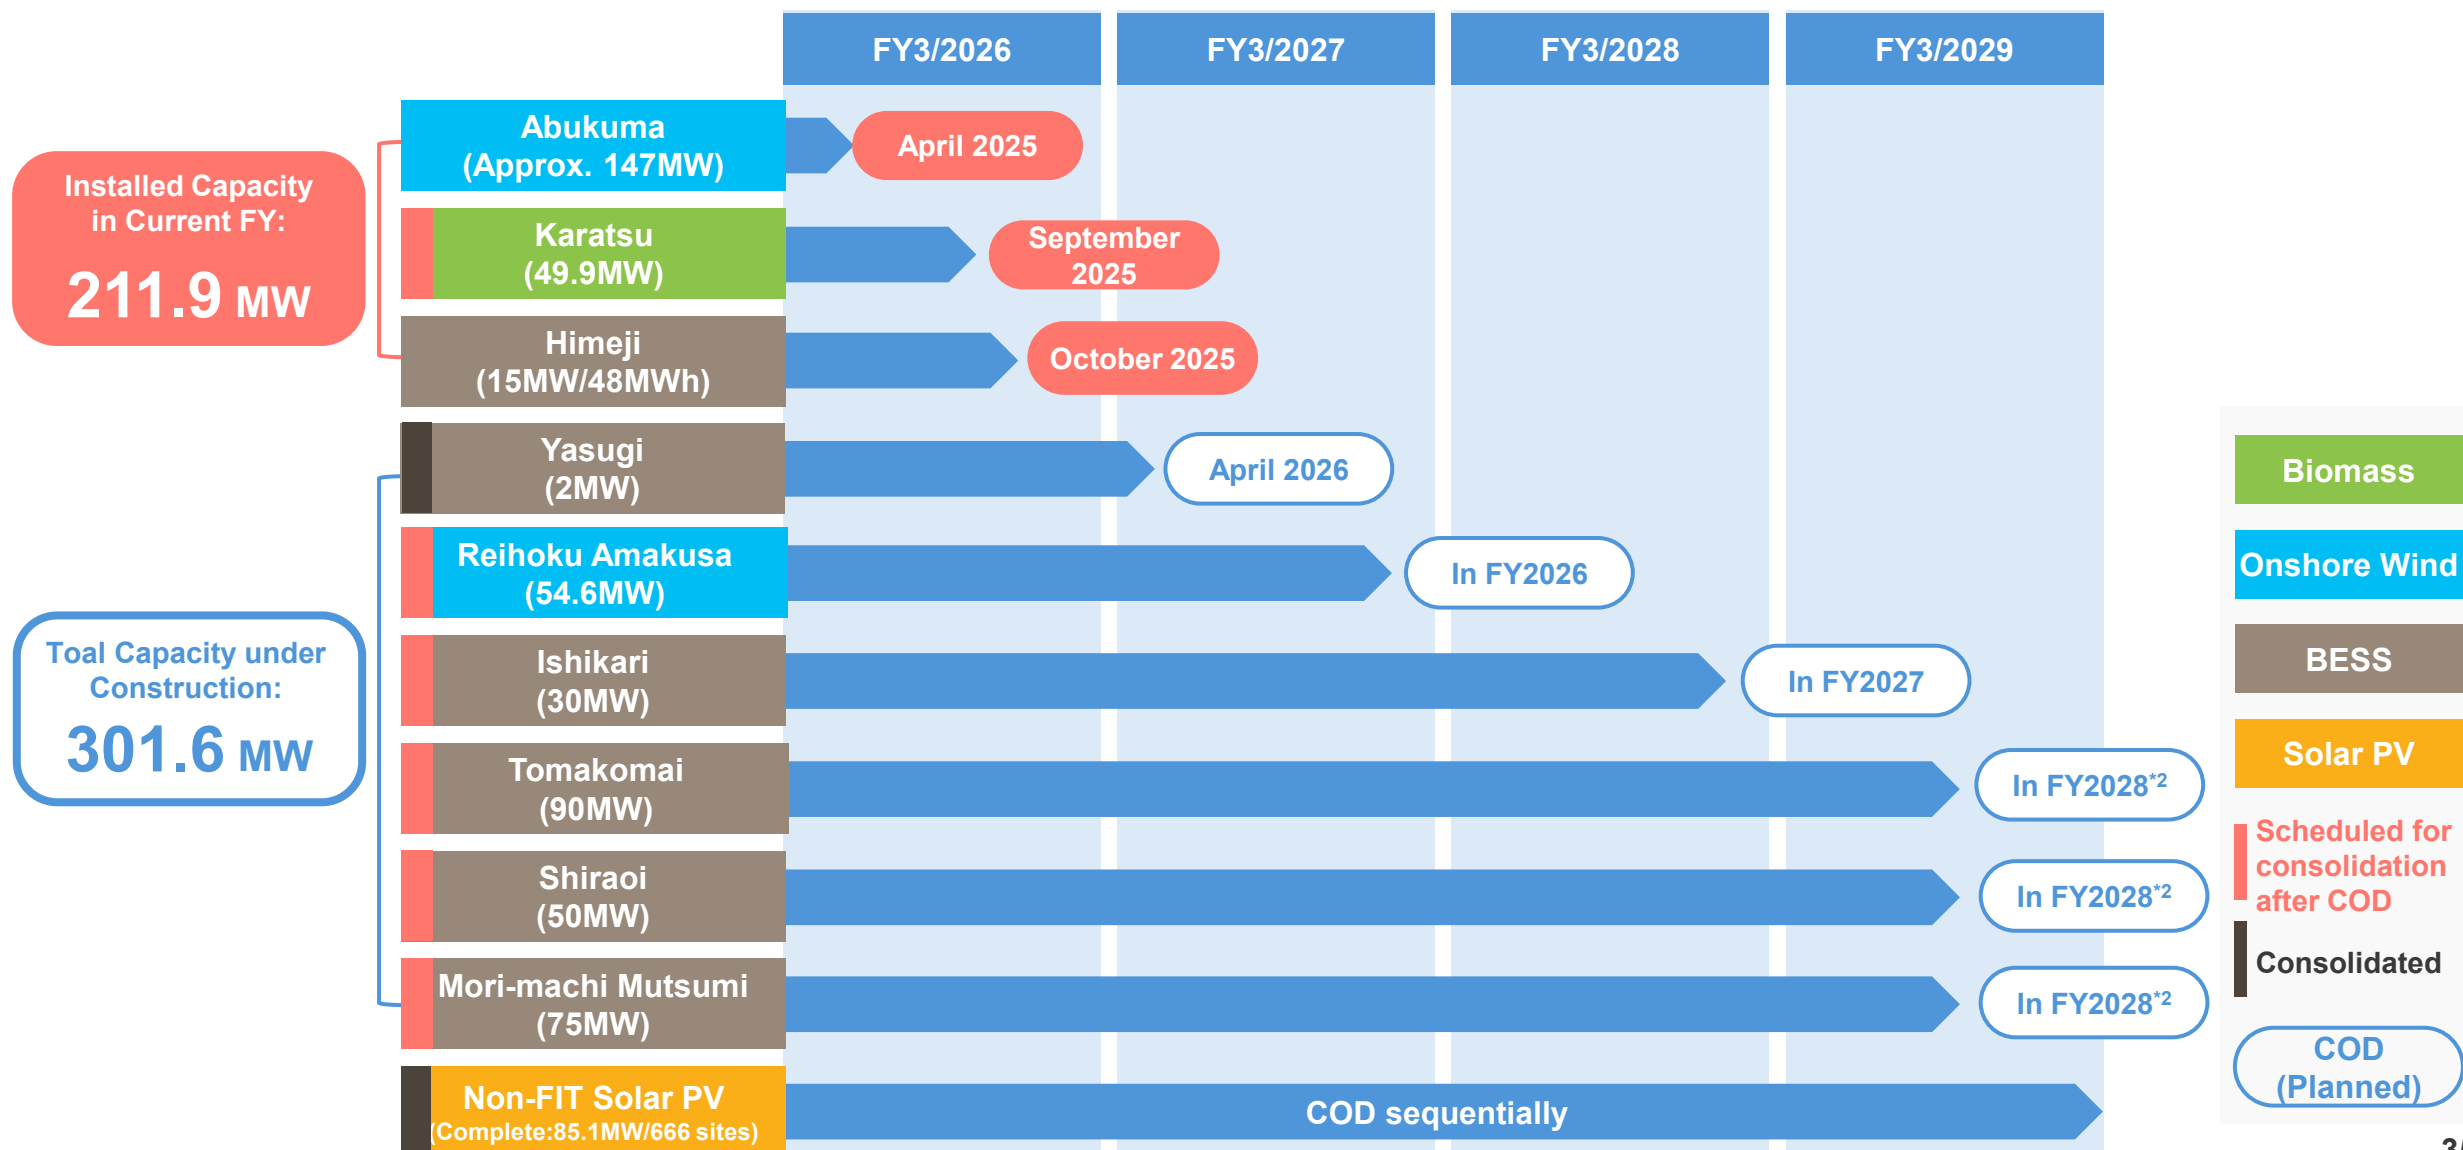 FY3/2026
FY3/2027
FY3/2028
FY3/2029
Installed Capacity
in Current FY:
211.9 MW
Abukuma
(Approx. 147MW)
April 2025
Karatsu
(49.9MW)
September
2025
Himeji
(15MW/48MWh)
October 2025
Toal Capacity under
Construction:
301.6 MW
Yasugi
(2MW)
April 2026
Reihoku Amakusa
(54.6MW)
In FY2026
Ishikari
(30MW)
In FY2027
Tomakomai
(90MW)
In FY2028*2
Shiraoi
(50MW)
In FY2028*2
Mori-machi Mutsumi
(75MW)
In FY2028*2
Non-FIT Solar PV
(Complete:85.1MW/666 sites)
COD sequentially
Biomass
Onshore Wind
BESS
Solar PV
Scheduled for
consolidation
after COD
Consolidated
COD
(Planned)